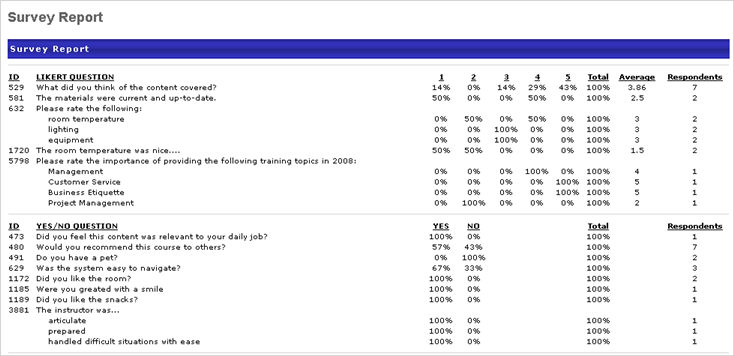 Survey Report
Survey Report
ID LIKERT QUESTION 1 2 3 4 5 Total Average Respondents
529 What did you think of the content covered? 14% 0% 14% 29% 43% 100% 3.86 7
581 The materials were current and up-to-date. 50% 0% 0% 50% 0% 100% 2.5 2
632 Please rate the following:
room temperature 0% 50% 0% 50% 0% 100% 3 2
lighting 0% 0% 100% 0% 0% 100% 3 2
equipment 0% 0% 100% 0% 0% 100% 3 2
1720 The room temperature was nice.... 50% 50% 0% 0% 0% 100% 1.5 2
5798 Please rate the importance of providing the following training topics in 2008:
Management 0% 0% 0% 100% 0% 100% 4 1
Customer Service 0% 0% 0% 0% 100% 100% 5 1
Business Etiquette 0% 0% 0% 0% 100% 100% 5 1
Project Management 0% 100% 0% 0% 0% 100% 2 1
ID YES/NO QUESTION YES NO Total Respondents
473 Did you feel this content was relevant to your daily job? 100% 0% 100% 1
480 Would you recommend this course to others? 57% 43% 100% 7
491 Do you have a pet? 0% 100% 100% 2
629 Was the system easy to navigate? 67% 33% 100% 3
1172 Did you like the room? 100% 0% 100% 2
1185 Were you greated with a smile 100% 0% 100% 1
1189 Did you like the snacks? 100% 0% 100% 1
3881 The instructor was...
articulate 100% 0% 100% 1
prepared 100% 0% 100% 1
handled difficult situations with ease 100% 0% 100% 1